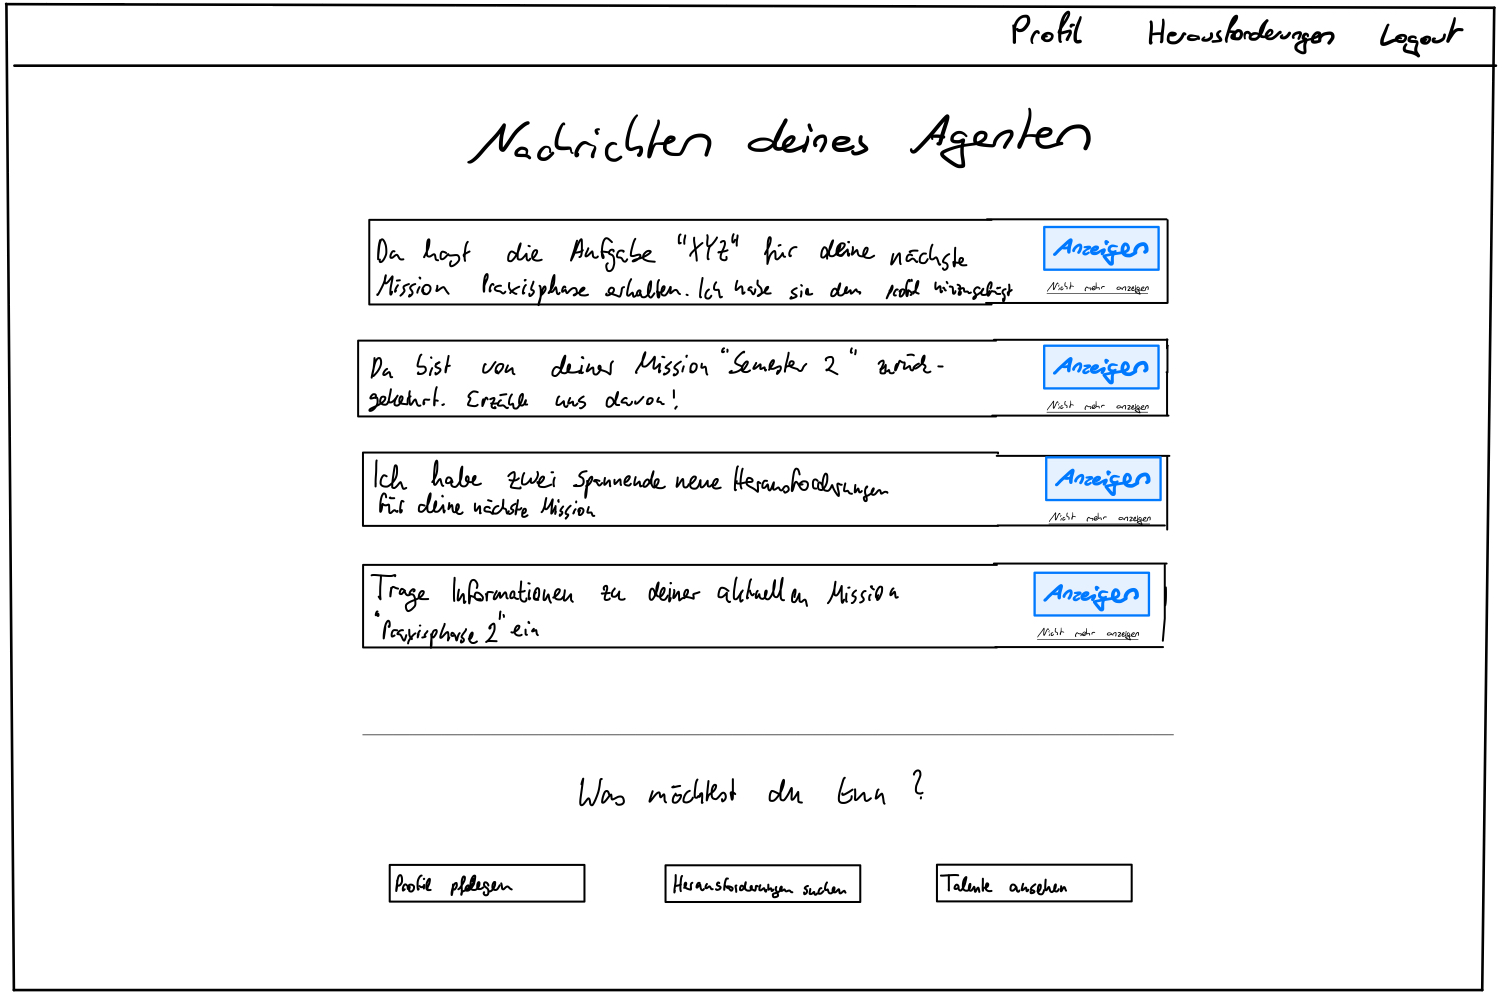 Profil Herausforderungen Logout
Nachrichten deines Agenten
Du hast die Aufgabe "XYZ" für deine nächste
Mission Praxisphase erhalten. Ich habe sie dem Profil hinzugefügt
Anzeigen
Nicht mehr anzeigen
Du bist von deiner Mission "Semester 2" zurück-
gekehrt. Erzähle uns davon!
Anzeigen
Nicht mehr anzeigen
Ich habe zwei spannende neue Herausforderungen
für deine nächste Mission
Anzeigen
Nicht mehr anzeigen
Trage Informationen zu deiner aktuellen Mission
"Praxisphase 2" ein
Anzeigen
Nicht mehr anzeigen
Was möchtest du tun?
Profil pflegen
Herausforderungen suchen
Talente ansehen